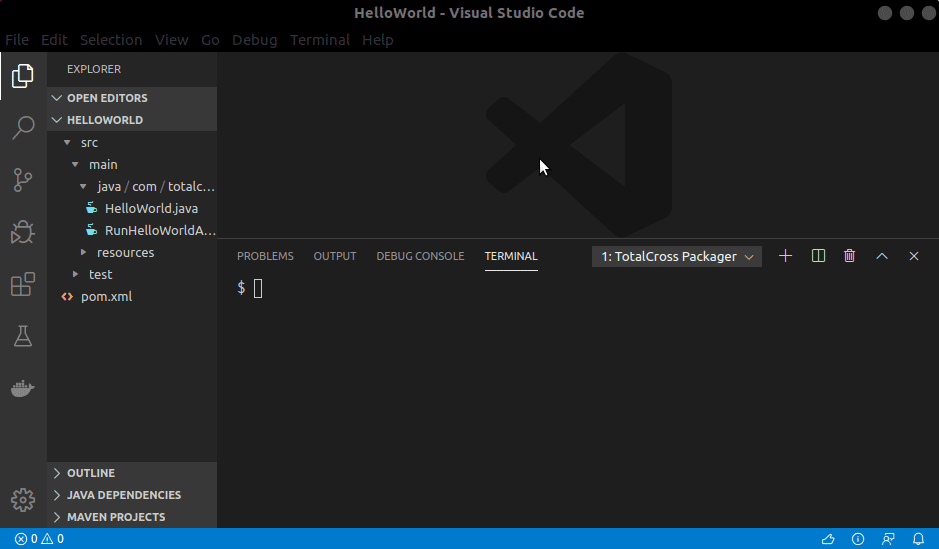 HelloWorld - Visual Studio Code
File Edit Selection View Go Debug Terminal Help
EXPLORER
OPEN EDITORS
HELLOWORLD
src
main
java / com / totalc...
HelloWorld.java
RunHelloWorldA...
resources
test
pom.xml
OUTLINE
JAVA DEPENDENCIES
MAVEN PROJECTS
PROBLEMS OUTPUT DEBUG CONSOLE TERMINAL 1: TotalCross Packager
$
0 0